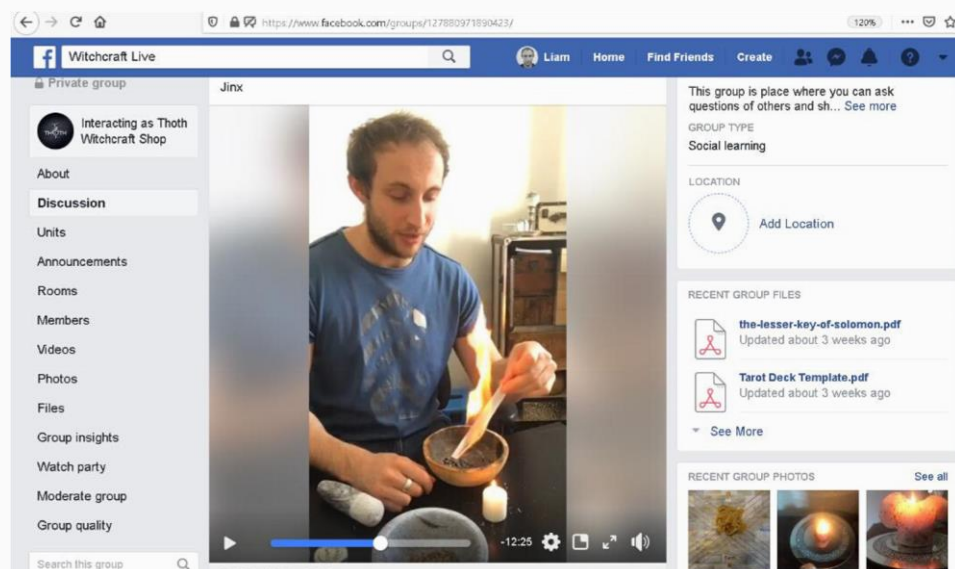 https://www.facebook.com/groups/127880971890423/
120%
Witchcraft Live
Liam
Home
Find Friends
Create
Private group
Interacting as Thoth
Witchcraft Shop
About
Discussion
Units
Announcements
Rooms
Members
Videos
Photos
Files
Group insights
Watch party
Moderate group
Group quality
Search this group
Jinx
-12:25
This group is place where you can ask
questions of others and sh... See more
GROUP TYPE
Social learning
LOCATION
Add Location
RECENT GROUP FILES
the-lesser-key-of-solomon.pdf
Updated about 3 weeks ago
Tarot Deck Template.pdf
Updated about 3 weeks ago
See More
RECENT GROUP PHOTOS
See all